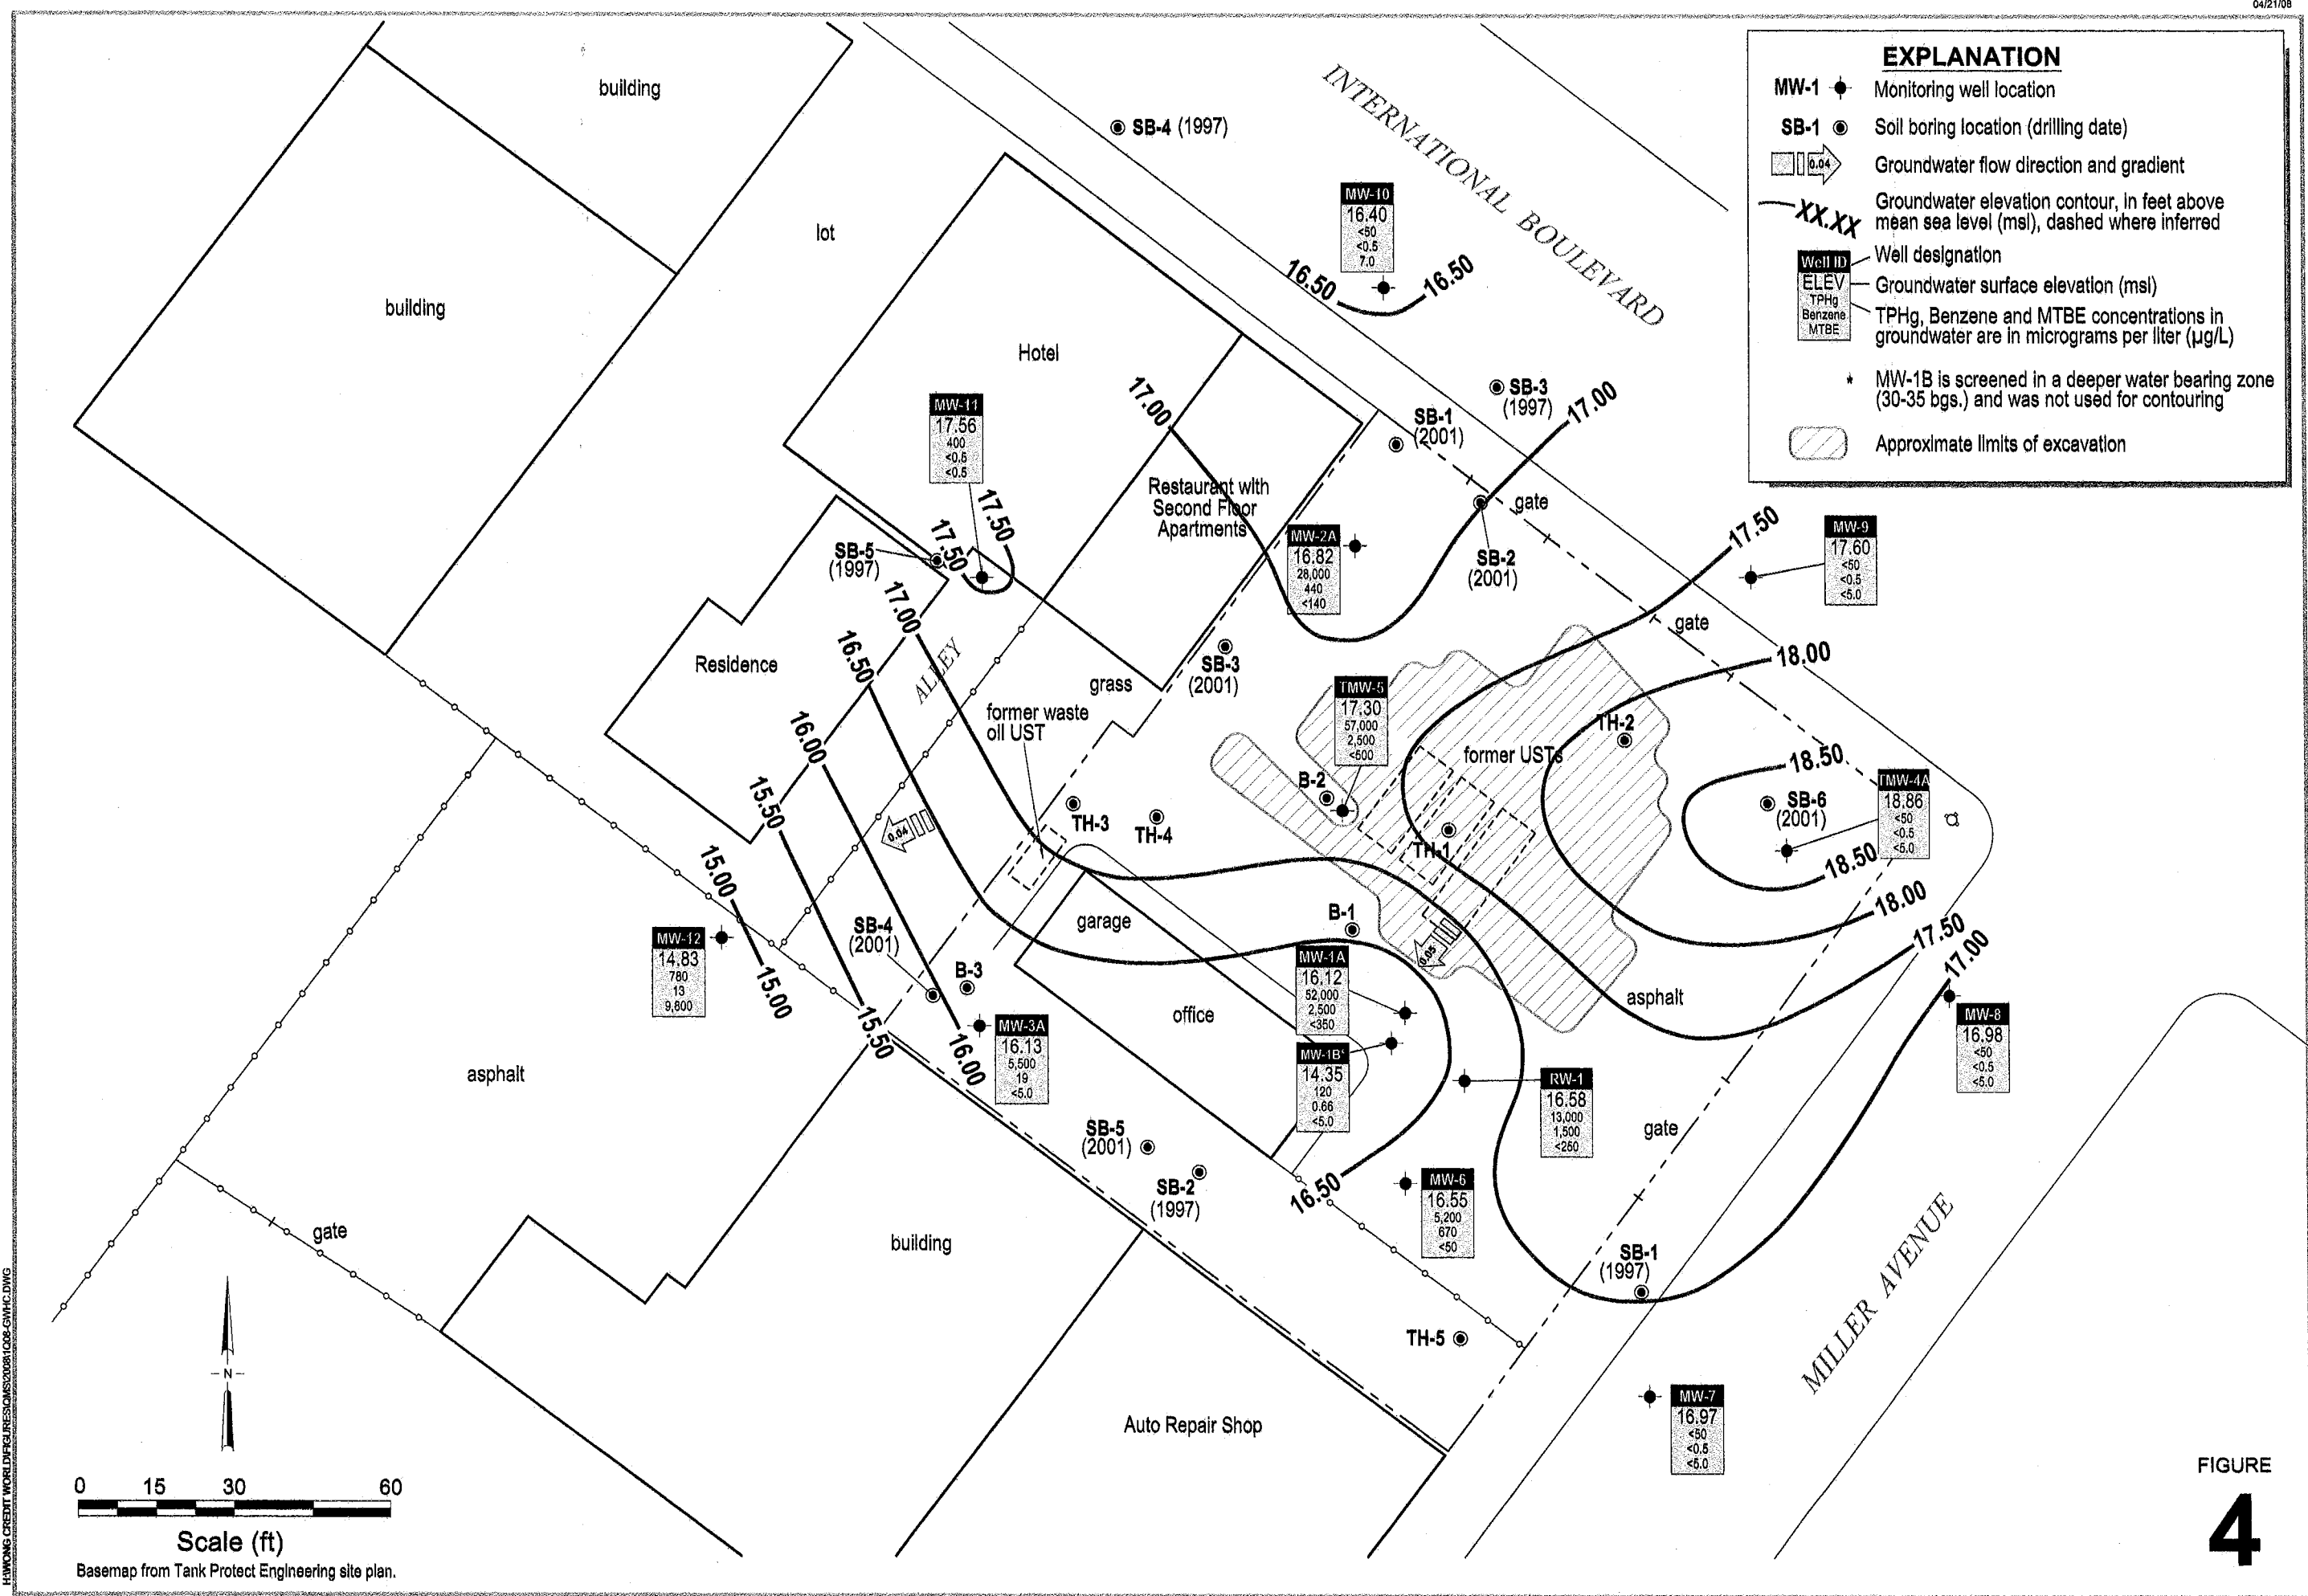 04/21/08
EXPLANATION
MW-1 Monitoring well location
SB-1 Soil boring location (drilling date)
0.04 Groundwater flow direction and gradient
XX.XX Groundwater elevation contour, in feet above
mean sea level (msl), dashed where inferred
Well ID Well designation
ELEV Groundwater surface elevation (msl)
TPHg
Benzene
MTBE
TPHg, Benzene and MTBE concentrations in
groundwater are in micrograms per liter (µg/L)
* MW-1B is screened in a deeper water bearing zone
(30-35 bgs.) and was not used for contouring
Approximate limits of excavation
building
SB-4 (1997)
INTERNATIONAL BOULEVARD
MW-10
16.40
<50
<0.5
7.0
16.50
16.50
lot
building
Hotel
MW-11
17.56
400
<0.5
<0.5
17.00
SB-3
(1997)
17.00
SB-1
(2001)
Restaurant with
Second Floor
Apartments
gate
17.50
17.50
SB-5
(1997)
MW-2A
16.82
28,000
440
<140
SB-2
(2001)
17.50
MW-9
17.60
<50
<0.5
<5.0
gate
17.00
16.50
Residence
ALLEY
grass
SB-3
(2001)
18.00
former waste
oil UST
TMW-5
17.30
57,000
2,500
<500
TH-2
former USTs
18.50
16.00
15.50
B-2
TH-3
TH-4
TH-1
SB-6
(2001)
TMW-4A
18.86
<50
<0.5
<5.0
18.50
0.04
15.00
18.00
17.50
17.00
garage
B-1
SB-4
(2001)
MW-12
14.83
780
13
9,800
15.00
B-3
0.05
MW-1A
16.12
52,000
2,500
<350
asphalt
office
15.50
16.00
MW-3A
16.13
5,500
19
<5.0
MW-1B*
14.35
120
0.66
<5.0
MW-8
16.98
<50
<0.5
<5.0
asphalt
RW-1
16.58
13,000
1,500
<250
gate
SB-5
(2001)
SB-2
(1997)
16.50
MW-6
16.55
5,200
670
<50
gate
building
SB-1
(1997)
MILLER AVENUE
TH-5
MW-7
16.97
<50
<0.5
<5.0
Auto Repair Shop
N
0 15 30 60
Scale (ft)
Basemap from Tank Protect Engineering site plan.
FIGURE
4
H:\WONG CREDIT WORLD\FIGURES\QMS\2008\1Q08-GWHC.DWG